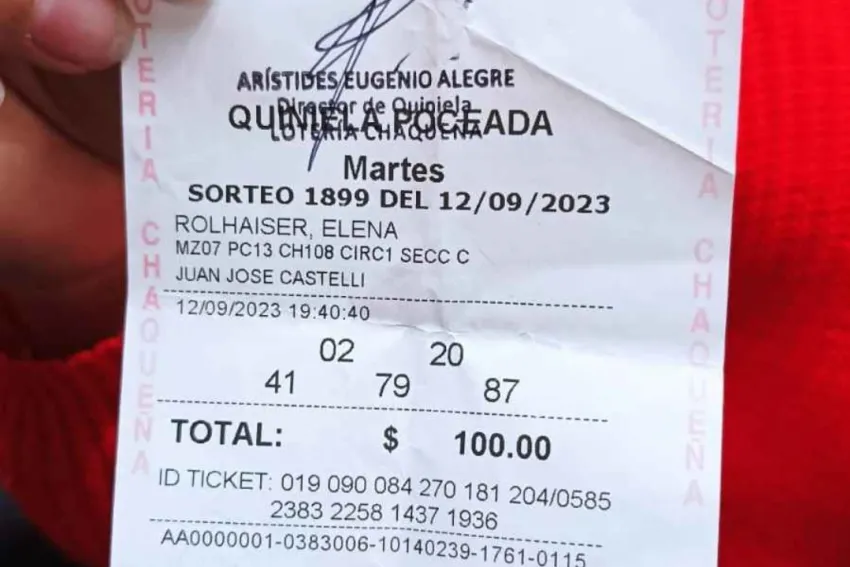 ARÍSTIDES EUGENIO ALEGRE
Director de Quiniela
QUINIELA POCEADA
LOTERÍA CHAQUEÑA
Martes
SORTEO 1899 DEL 12/09/2023
ROLHAISER, ELENA
MZ07 PC13 CH108 CIRC1 SECC C
JUAN JOSE CASTELLI
12/09/2023 19:40:40
02 20
41 79 87
TOTAL: $ 100.00
ID TICKET: 019 090 084 270 181 204/0585
2383 2258 1437 1936
AA0000001-0383006-10140239-1761-0115
LOTERIA CHAQUEÑA
LOTERIA CHAQUEÑA